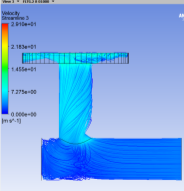 Velocity
Streamline 3
2.910e+01
2.183e+01
1.455e+01
7.275e+00
0.000e+00
[m s^-1]